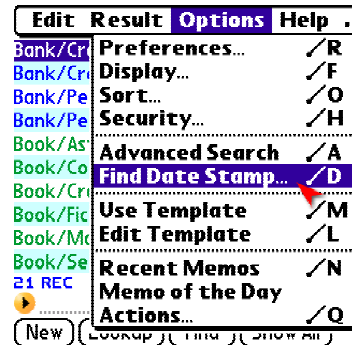 Edit Result Options Help .
Bank/Cr
Bank/Cr
Bank/Pe
Bank/Pe
Book/As
Book/Co
Book/Cr
Book/Fic
Book/Mo
Book/Se
21 REC
Preferences... /R
Display... /F
Sort... /O
Security... /H
Advanced Search /A
Find Date Stamp... /D
Use Template /M
Edit Template /L
Recent Memos /N
Memo of the Day
Actions... /Q
New Lookup Find Show All